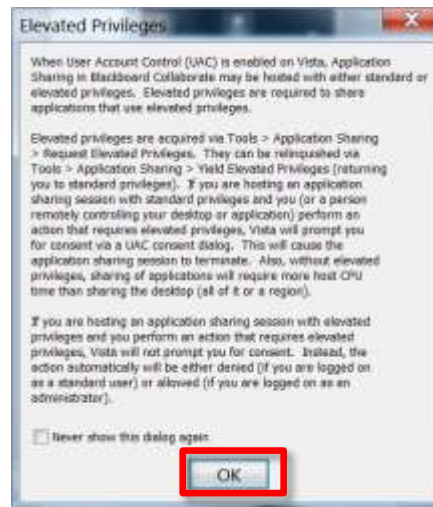 Elevated Privileges
When User Account Control (UAC) is enabled on Vista, Application
Sharing in Blackboard Collaborate may be hosted with either standard or
elevated privileges. Elevated privileges are required to share
applications that use elevated privileges.
Elevated privileges are acquired via Tools > Application Sharing
> Request Elevated Privileges. They can be relinquished via
Tools > Application Sharing > Yield Elevated Privileges (returning
you to standard privileges). If you are hosting an application
sharing session with standard privileges and you (or a person
remotely controlling your desktop or application) perform an
action that requires elevated privileges, Vista will prompt you
for consent via a UAC consent dialog. This will cause the
application sharing session to terminate. Also, without elevated
privileges, sharing of applications will require more host CPU
time than sharing the desktop (all of it or a region).
If you are hosting an application sharing session with elevated
privileges and you perform an action that requires elevated
privileges, Vista will not prompt you for consent. Instead, the
action automatically will be either denied (if you are logged on
as a standard user) or allowed (if you are logged on as an
administrator).
Never show this dialog again
OK